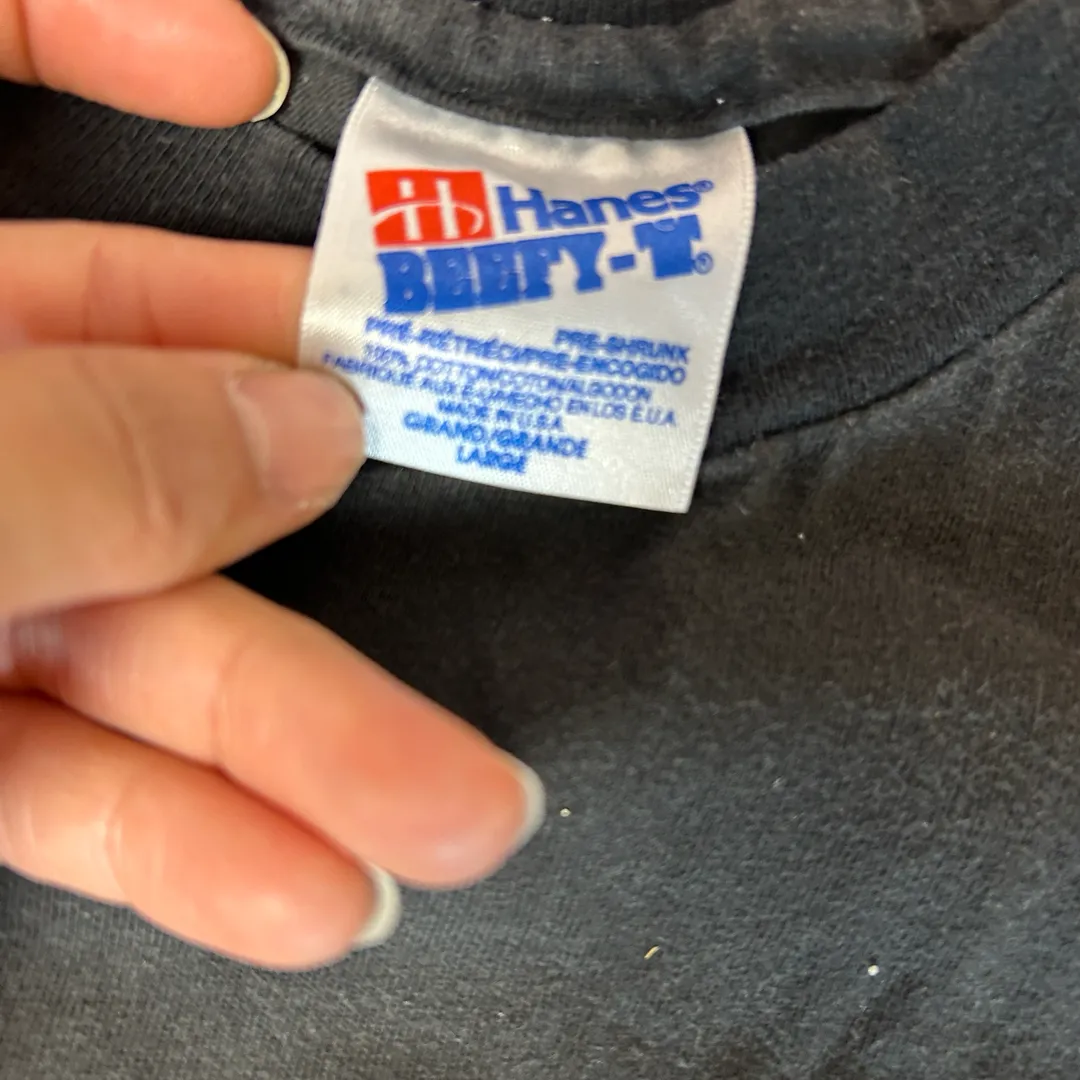 Hanes®
BEEFY-T®
PRE-SHRUNK
PRÉ-RÉTRÉCI/PRE-ENCOGIDO
100% COTTON/COTON/ALGODON
FABRIQUÉ AUX É-U/HECHO EN LOS E.U.A.
MADE IN U.S.A.
GRAND/GRANDE
LARGE